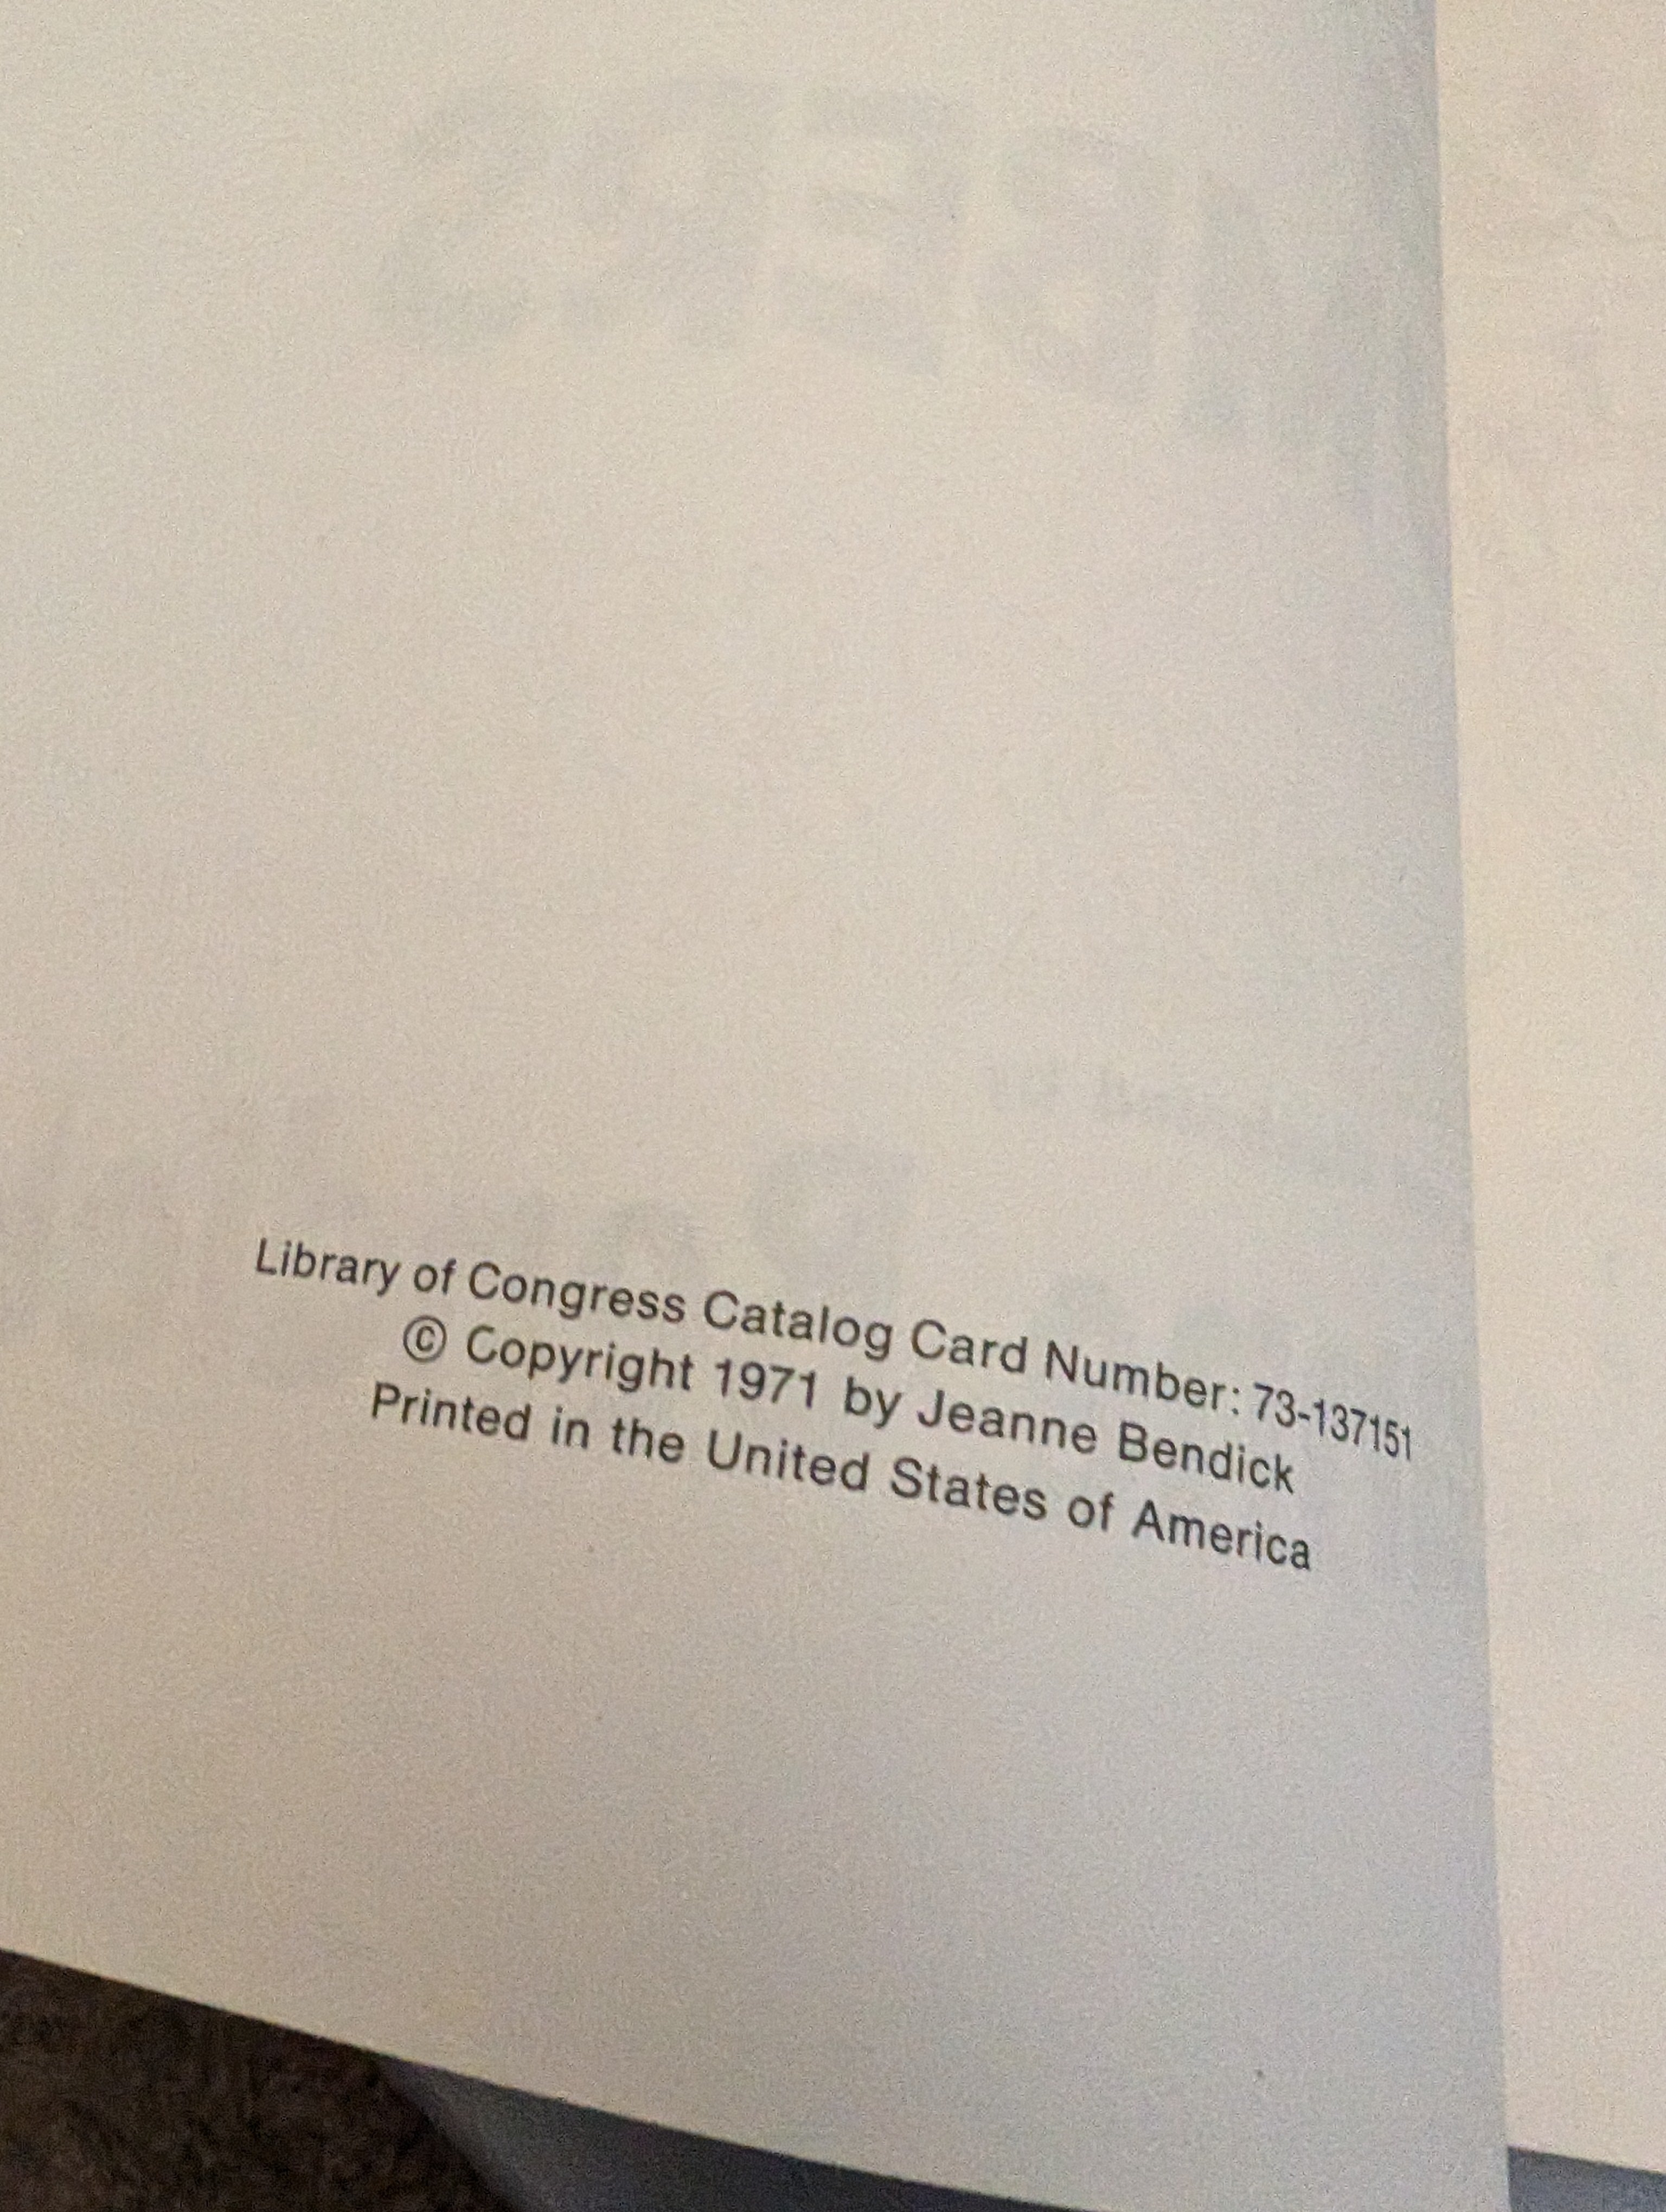 Library of Congress Catalog Card Number: 73-137151
© Copyright 1971 by Jeanne Bendick
Printed in the United States of America